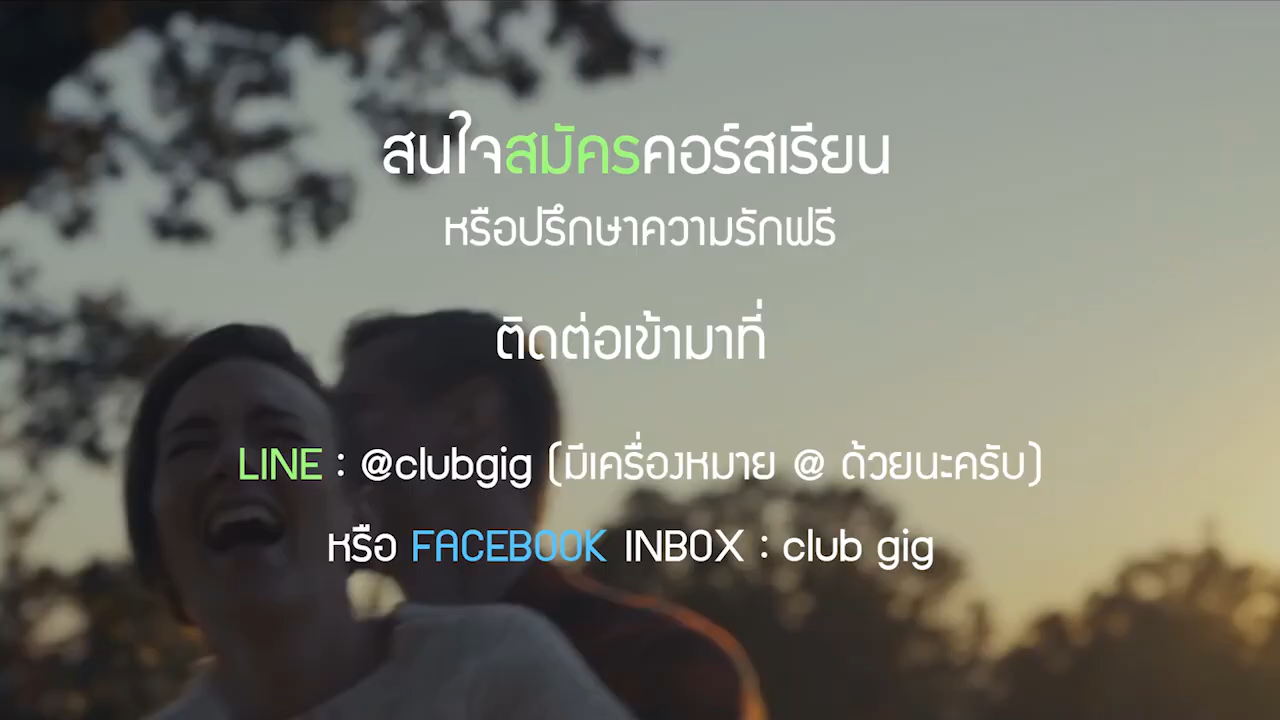 สนใจสมัครคอร์สเรียน
หรือปรึกษาความรักฟรี
ติดต่อเข้ามาที่
LINE : @clubgig (มีเครื่องหมาย @ ด้วยนะครับ)
หรือ FACEBOOK INBOX : club gig